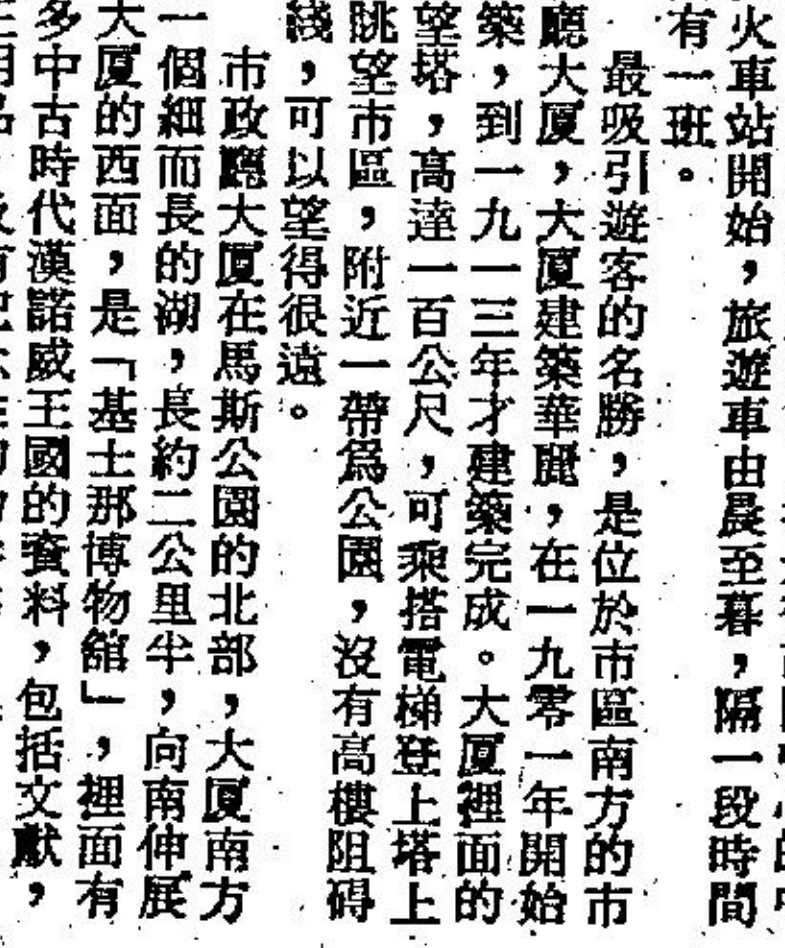 火車站開始，旅遊車由晨至暮，隔一段時間
有一班。
最吸引遊客的名勝，是位於市區南方的市
廳大厦，大厦建築華麗，在一九零一年開始
築，到一九一三年才建築完成。大厦裡面的
望塔，高達一百公尺，可乘搭電梯登上塔上
眺望市區，附近一帶爲公園，沒有高樓阻碍
綫，可以望得很遠。
市政廳大厦在馬斯公園的北部，大厦南方
一個細而長的湖，長約二公里半，向南伸展
大厦的西面，是「基士那博物館」，裡面有
多中古時代漢諾威王國的資料，包括文獻，